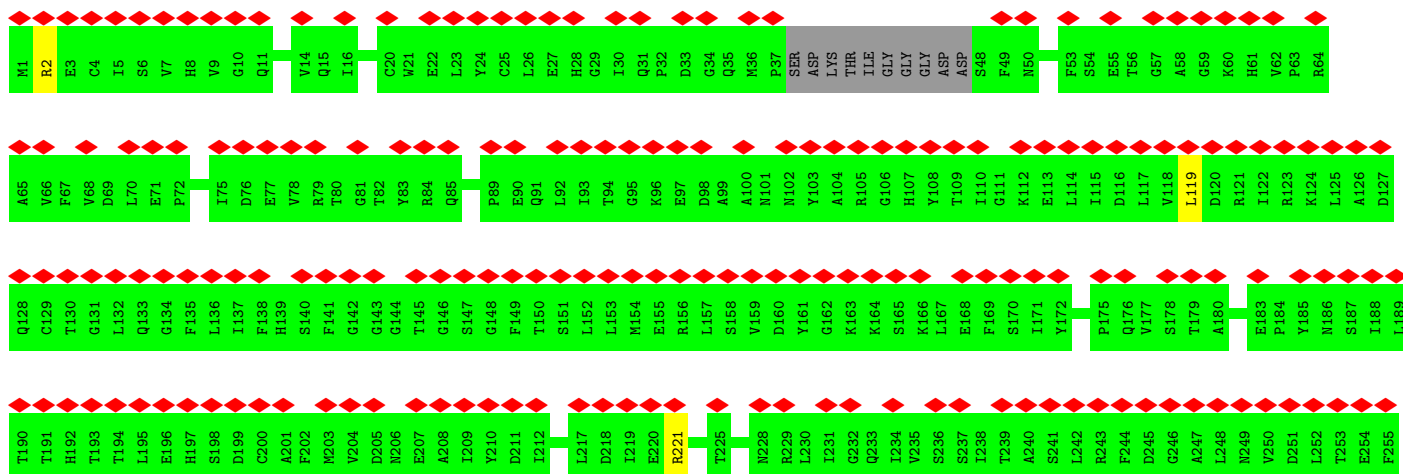 M1 R2 E3 C4 I5 S6 V7 H8 V9 G10 Q11 V14 Q15 I16 C20 W21 E22 L23 Y24 C25 L26 E27 H28 G29 I30 Q31 P32 D33 G34 Q35 M36 P37 SER ASP LYS THR ILE GLY GLY GLY ASP ASP S48 F49 N50 F53 S54 E55 T56 G57 A58 G59 K60 H61 V62 P63 R64
A65 V66 F67 V68 D69 L70 E71 P72 I75 D76 E77 V78 R79 T80 G81 T82 Y83 R84 Q85 P89 E90 Q91 L92 I93 T94 G95 K96 E97 D98 A99 A100 N101 N102 Y103 A104 R105 G106 H107 Y108 T109 I110 G111 K112 E113 L114 I115 D116 L117 V118 L119 D120 R121 I122 R123 K124 L125 A126 D127
Q128 C129 T130 G131 L132 Q133 G134 F135 L136 I137 F138 H139 S140 F141 G142 G143 G144 T145 G146 S147 G148 F149 T150 S151 L152 L153 M154 E155 R156 L157 S158 V159 D160 Y161 G162 K163 K164 S165 K166 L167 E168 F169 S170 I171 Y172 P175 Q176 V177 S178 T179 A180 E183 P184 Y185 N186 S187 I188 L189
T190 T191 H192 T193 T194 L195 E196 H197 S198 D199 C200 A201 F202 M203 V204 D205 N206 E207 A208 I209 Y210 D211 I212 L217 D218 I219 E220 R221 T225 N228 R229 L230 I231 G232 Q233 I234 V235 S236 S237 I238 T239 A240 S241 L242 R243 F244 D245 G246 A247 L248 N249 V250 D251 L252 T253 E254 F255